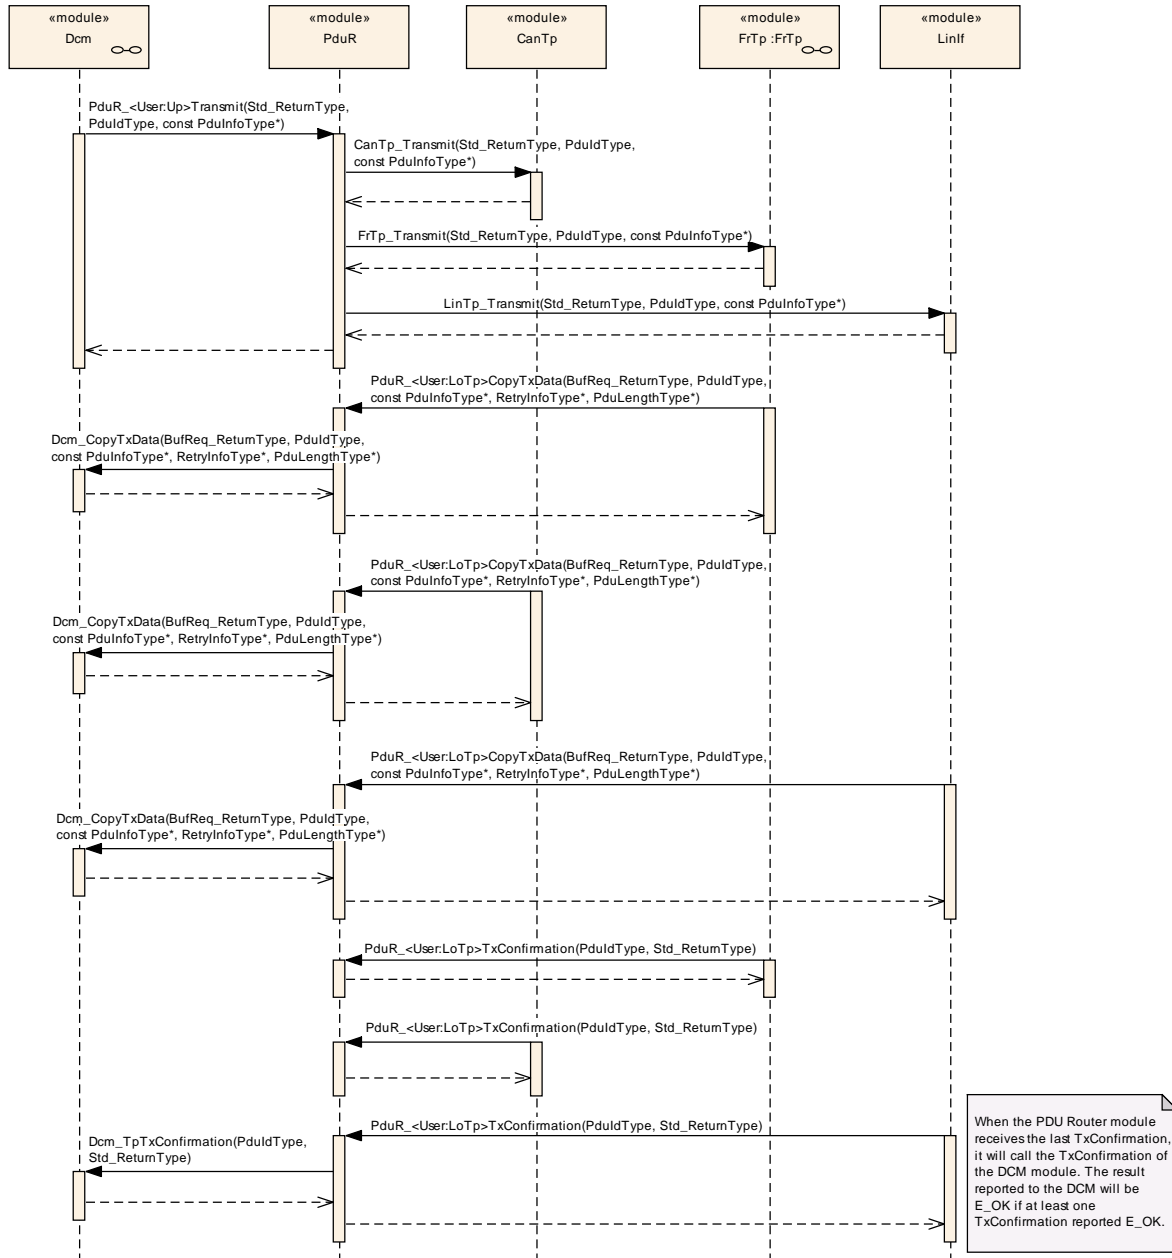 «module»
Dcm
«module»
PduR
«module»
CanTp
«module»
FrTp :FrTp
«module»
LinIf
PduR_<User:Up>Transmit(Std_ReturnType,
PduIdType, const PduInfoType*)
CanTp_Transmit(Std_ReturnType, PduIdType,
const PduInfoType*)
FrTp_Transmit(Std_ReturnType, PduIdType, const PduInfoType*)
LinTp_Transmit(Std_ReturnType, PduIdType, const PduInfoType*)
PduR_<User:LoTp>CopyTxData(BufReq_ReturnType, PduIdType,
const PduInfoType*, RetryInfoType*, PduLengthType*)
Dcm_CopyTxData(BufReq_ReturnType, PduIdType,
const PduInfoType*, RetryInfoType*, PduLengthType*)
PduR_<User:LoTp>CopyTxData(BufReq_ReturnType, PduIdType,
const PduInfoType*, RetryInfoType*, PduLengthType*)
Dcm_CopyTxData(BufReq_ReturnType, PduIdType,
const PduInfoType*, RetryInfoType*, PduLengthType*)
PduR_<User:LoTp>CopyTxData(BufReq_ReturnType, PduIdType,
const PduInfoType*, RetryInfoType*, PduLengthType*)
Dcm_CopyTxData(BufReq_ReturnType, PduIdType,
const PduInfoType*, RetryInfoType*, PduLengthType*)
PduR_<User:LoTp>TxConfirmation(PduIdType, Std_ReturnType)
PduR_<User:LoTp>TxConfirmation(PduIdType, Std_ReturnType)
PduR_<User:LoTp>TxConfirmation(PduIdType, Std_ReturnType)
Dcm_TpTxConfirmation(PduIdType,
Std_ReturnType)
When the PDU Router module
receives the last TxConfirmation,
it will call the TxConfirmation of
the DCM module. The result
reported to the DCM will be
E_OK if at least one
TxConfirmation reported E_OK.